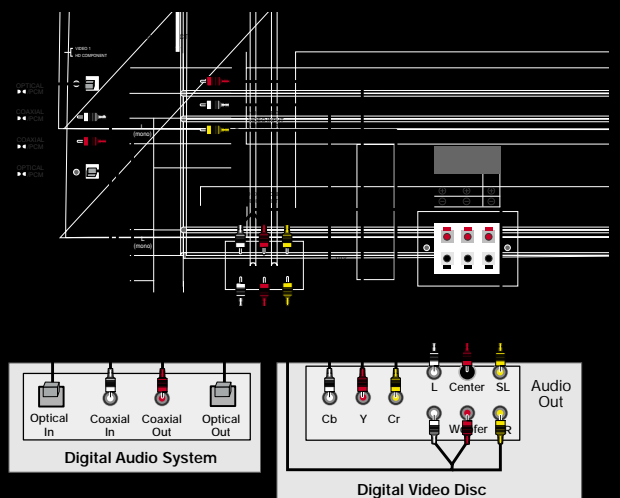 VIDEO 1
HD COMPONENT
OPTICAL
/PCM
COAXIAL
/PCM
(mono)
COAXIAL
/PCM
OPTICAL
/PCM
(mono)
L
Center
SL
Audio
Out
Optical
In
Coaxial
In
Coaxial
Out
Optical
Out
Cb
Y
Cr
R
Digital Audio System
Digital Video Disc